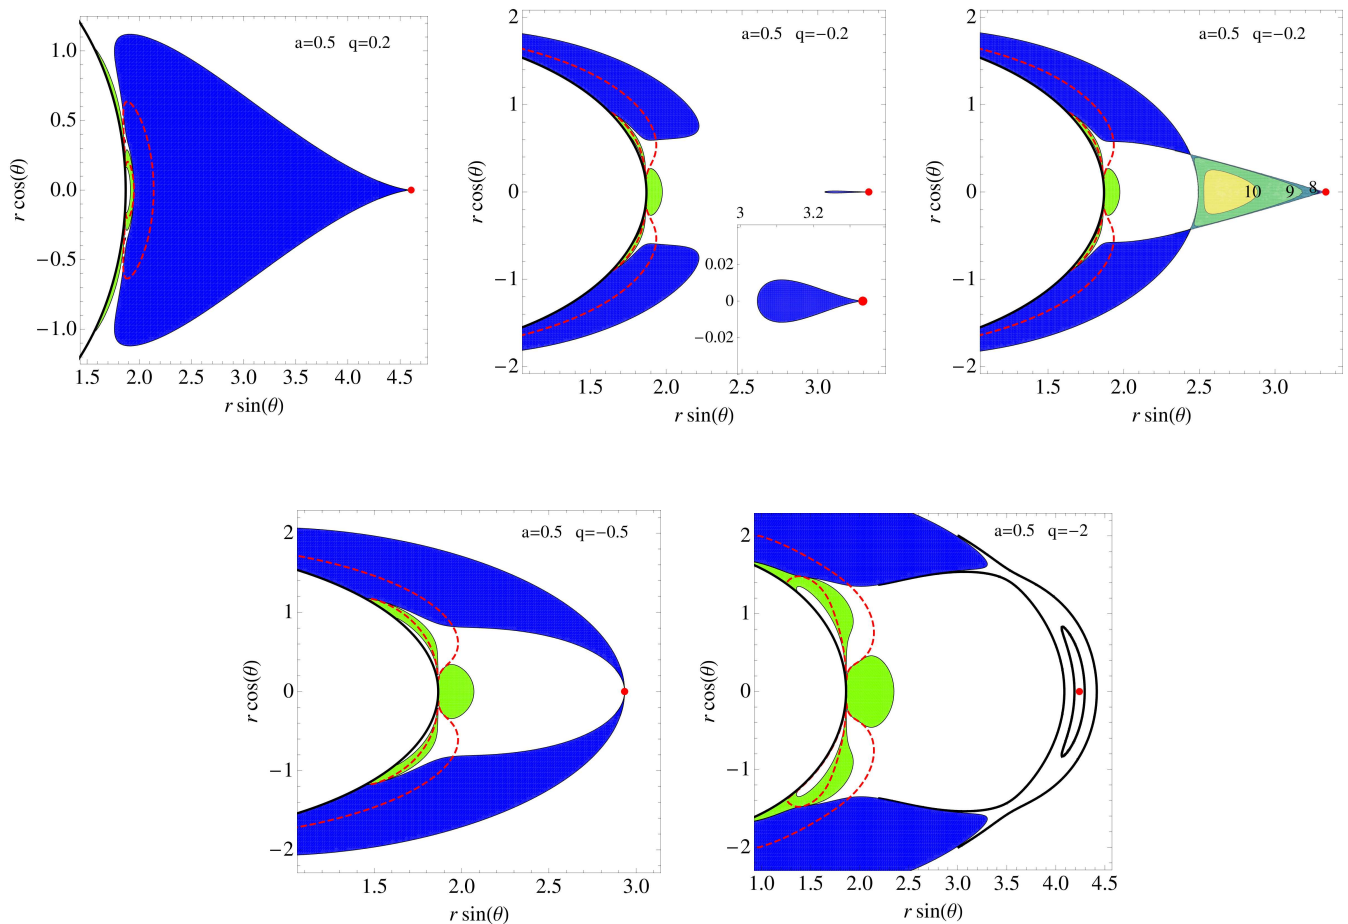 a=0.5 q=0.2
1.0
0.5
0.0
−0.5
−1.0
r cos(θ)
1.5 2.0 2.5 3.0 3.5 4.0 4.5
r sin(θ)
a=0.5 q=−0.2
2
1
0
−1
−2
r cos(θ)
3 3.2
0.02
0
−0.02
1.5 2.0 2.5 3.0
r sin(θ)
a=0.5 q=−0.2
2
1
0
−1
−2
r cos(θ)
10 9 8
1.5 2.0 2.5 3.0
r sin(θ)
a=0.5 q=−0.5
2
1
0
−1
−2
r cos(θ)
1.5 2.0 2.5 3.0
r sin(θ)
a=0.5 q=−2
2
1
0
−1
−2
r cos(θ)
1.0 1.5 2.0 2.5 3.0 3.5 4.0 4.5
r sin(θ)